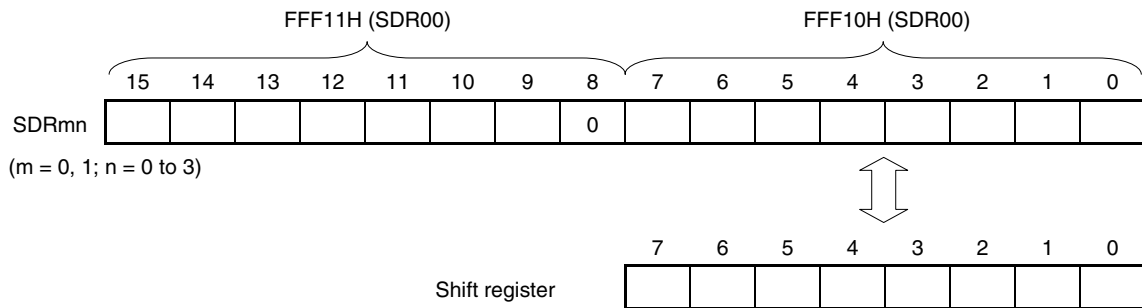 FFF11H (SDR00) FFF10H (SDR00)
15 14 13 12 11 10 9 8 7 6 5 4 3 2 1 0
SDRmn 0
(m = 0, 1; n = 0 to 3)
7 6 5 4 3 2 1 0
Shift register